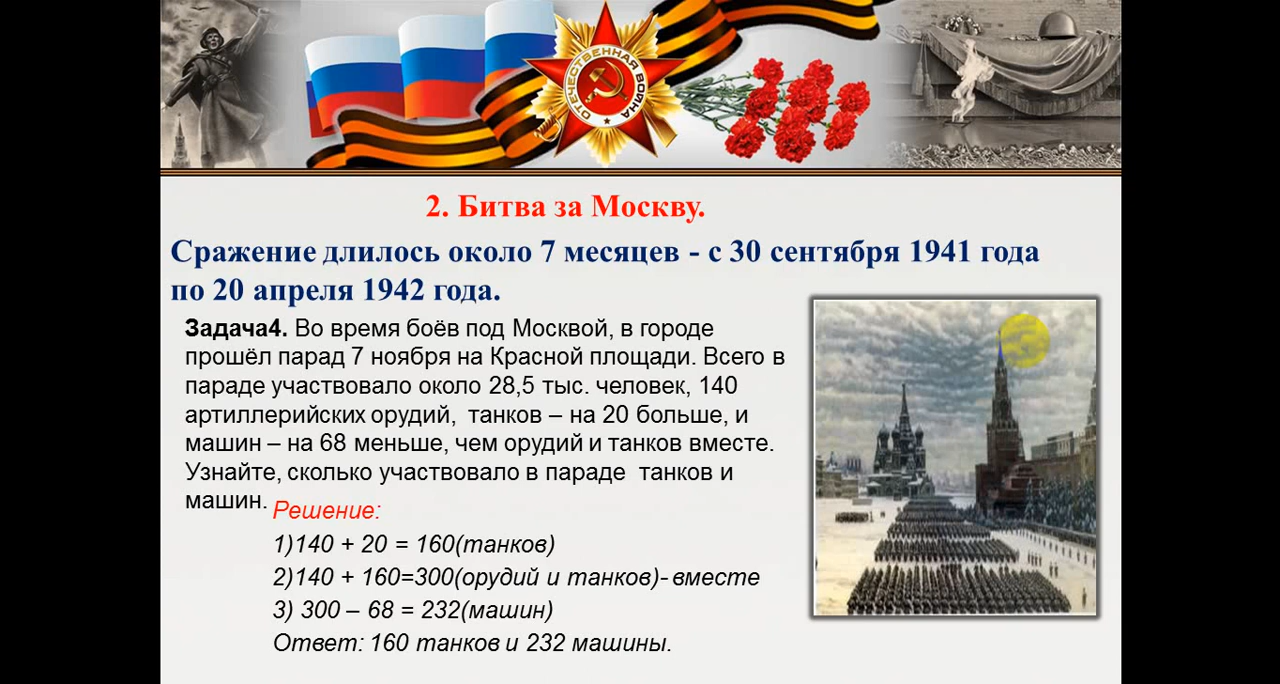 ОТЕЧЕСТВЕННАЯ ВОЙНА
2. Битва за Москву.
Сражение длилось около 7 месяцев - с 30 сентября 1941 года
по 20 апреля 1942 года.
Задача4. Во время боёв под Москвой, в городе
прошёл парад 7 ноября на Красной площади. Всего в
параде участвовало около 28,5 тыс. человек, 140
артиллерийских орудий, танков – на 20 больше, и
машин – на 68 меньше, чем орудий и танков вместе.
Узнайте, сколько участвовало в параде танков и
машин.
Решение:
1)140 + 20 = 160(танков)
2)140 + 160=300(орудий и танков)- вместе
3) 300 – 68 = 232(машин)
Ответ: 160 танков и 232 машины.